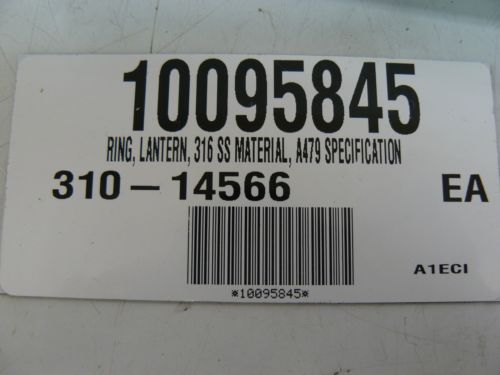 10095845
RING, LANTERN, 316 SS MATERIAL, A479 SPECIFICATION
310-14566 EA
A1ECI
*10095845*